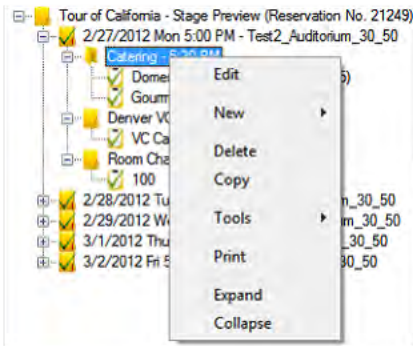 Tour of California - Stage Preview (Reservation No. 21249)
2/27/2012 Mon 5:00 PM - Test2_Auditorium_30_50
Catering - 5:30 PM
Edit
New
Delete
Copy
Tools
Print
Expand
Collapse
5)
Denver VC
VC Ca
Room Cha
100
2/28/2012 Tu m_30_50
2/29/2012 We m_30_50
3/1/2012 Thu _30_50
3/2/2012 Fri 5 30_50